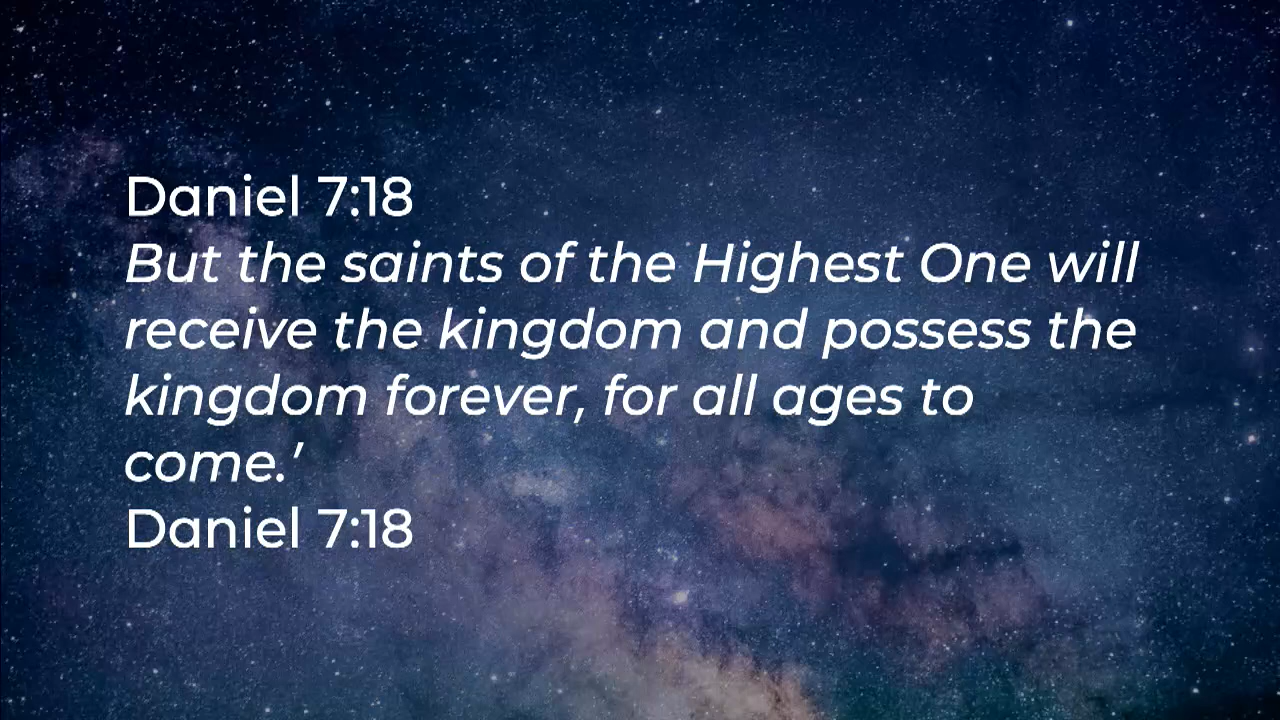 Daniel 7:18
But the saints of the Highest One will
receive the kingdom and possess the
kingdom forever, for all ages to
come.’
Daniel 7:18